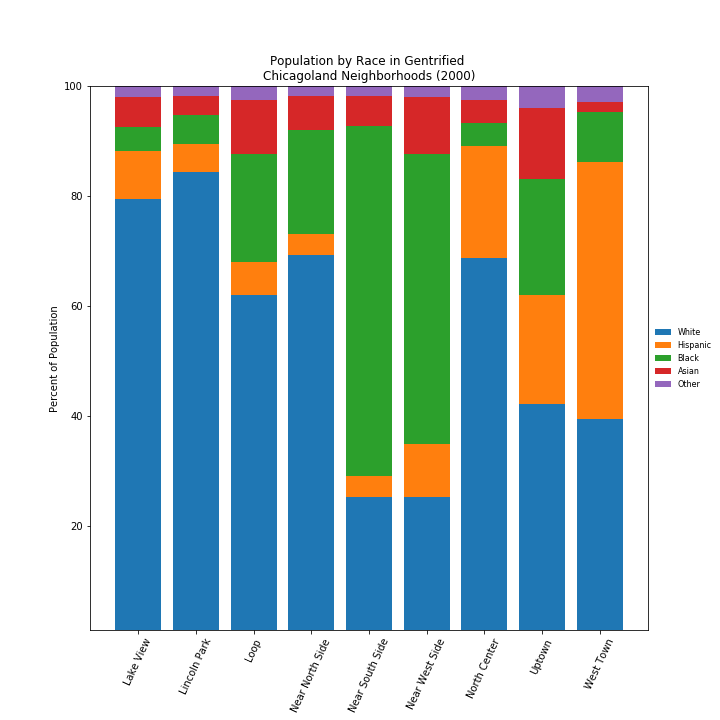 Population by Race in Gentrified
Chicagoland Neighborhoods (2000)
100
80
60
40
20
Percent of Population
White
Hispanic
Black
Asian
Other
Lake View
Lincoln Park
Loop
Near North Side
Near South Side
Near West Side
North Center
Uptown
West Town